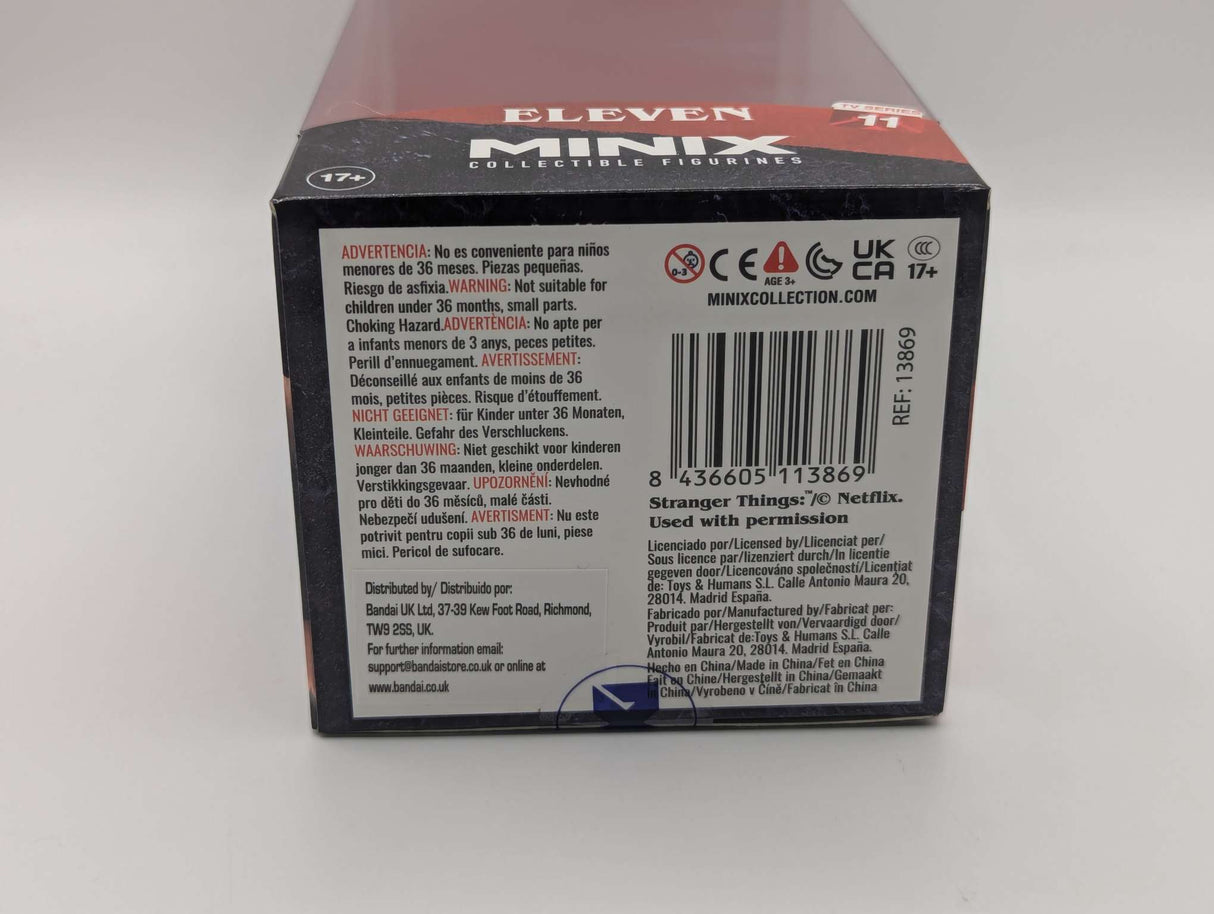 ELEVEN
TV SERIES
11
MINIX
COLLECTIBLE FIGURINES
17+
ADVERTENCIA: No es conveniente para niños
menores de 36 meses. Piezas pequeñas.
Riesgo de asfixia.WARNING: Not suitable for
children under 36 months, small parts.
Choking Hazard.ADVERTÈNCIA: No apte per
a infants menors de 3 anys, peces petites.
Perill d'ennuegament. AVERTISSEMENT:
Déconseillé aux enfants de moins de 36
mois, petites pièces. Risque d'étouffement.
NICHT GEEIGNET: für Kinder unter 36 Monaten,
Kleinteile. Gefahr des Verschluckens.
WAARSCHUWING: Niet geschikt voor kinderen
jonger dan 36 maanden, kleine onderdelen.
Verstikkingsgevaar. UPOZORNĚNÍ: Nevhodné
pro děti do 36 měsíců, malé části.
Nebezpečí udušení. AVERTISMENT: Nu este
potrivit pentru copii sub 36 de luni, piese
mici. Pericol de sufocare.
Distributed by/ Distribuido por:
Bandai UK Ltd, 37-39 Kew Foot Road, Richmond,
TW9 2SS, UK.
For further information email:
support@bandaistore.co.uk or online at
www.bandai.co.uk
0-3
CE
AGE 3+
UK
CA
CCC
17+
MINIXCOLLECTION.COM
REF: 13869
8 436605 113869
Stranger Things:™/© Netflix.
Used with permission
Licenciado por/Licensed by/Llicenciat per/
Sous licence par/lizenziert durch/In licentie
gegeven door/Licencováno společností/Licențiat
de: Toys & Humans S.L. Calle Antonio Maura 20,
28014. Madrid España.
Fabricado por/Manufactured by/Fabricat per:
Produit par/Hergestellt von/Vervaardigd door/
Vyrobil/Fabricat de:Toys & Humans S.L. Calle
Antonio Maura 20, 28014. Madrid España.
Hecho en China/Made in China/Fet en China
Fait en Chine/Hergestellt in China/Gemaakt
in China/Vyrobeno v Číně/Fabricat în China